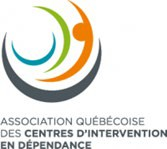 ASSOCIATION QUÉBÉCOISE
DES CENTRES D'INTERVENTION
EN DÉPENDANCE